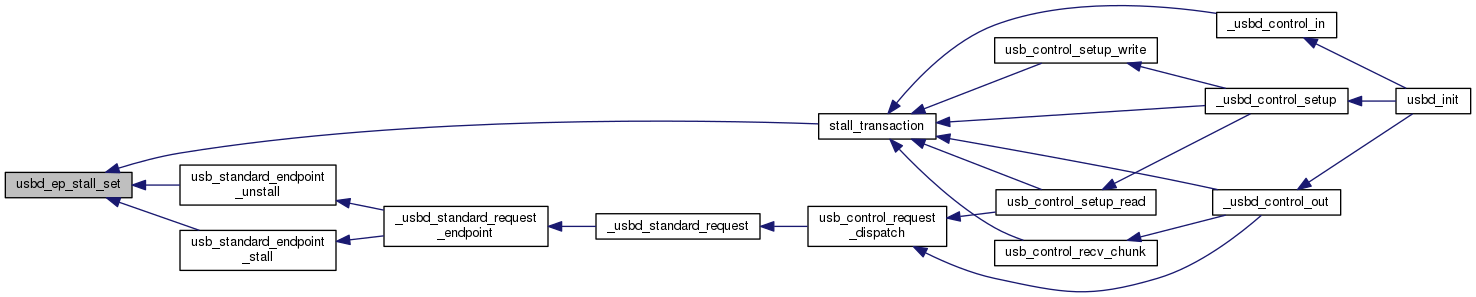 usbd_ep_stall_set
usb_standard_endpoint
_unstall
usb_standard_endpoint
_stall
_usbd_standard_request
_endpoint
_usbd_standard_request
usb_control_request
_dispatch
stall_transaction
usb_control_setup_write
usb_control_setup_read
usb_control_recv_chunk
_usbd_control_in
_usbd_control_setup
_usbd_control_out
usbd_init